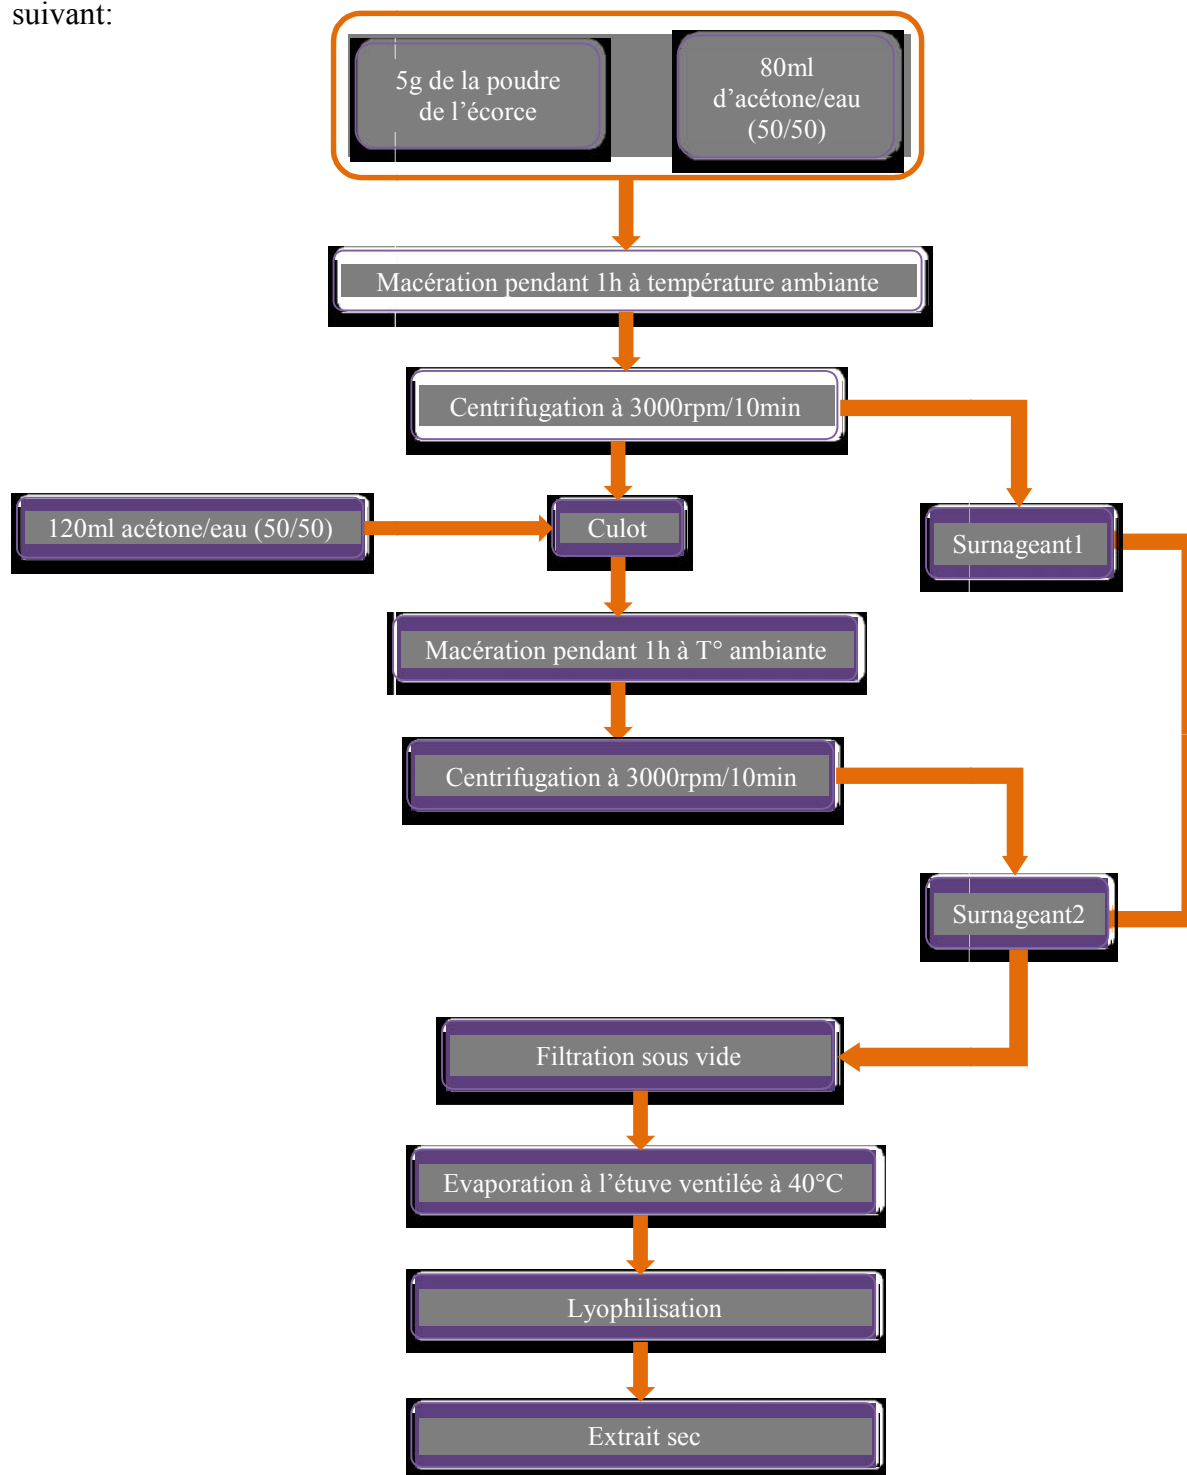 suivant:
5g de la poudre
de l’écorce
80ml
d’acétone/eau
(50/50)
Macération pendant 1h à température ambiante
Centrifugation à 3000rpm/10min
120ml acétone/eau (50/50)
Culot
Surnageant1
Macération pendant 1h à T° ambiante
Centrifugation à 3000rpm/10min
Surnageant2
Filtration sous vide
Evaporation à l’étuve ventilée à 40°C
Lyophilisation
Extrait sec